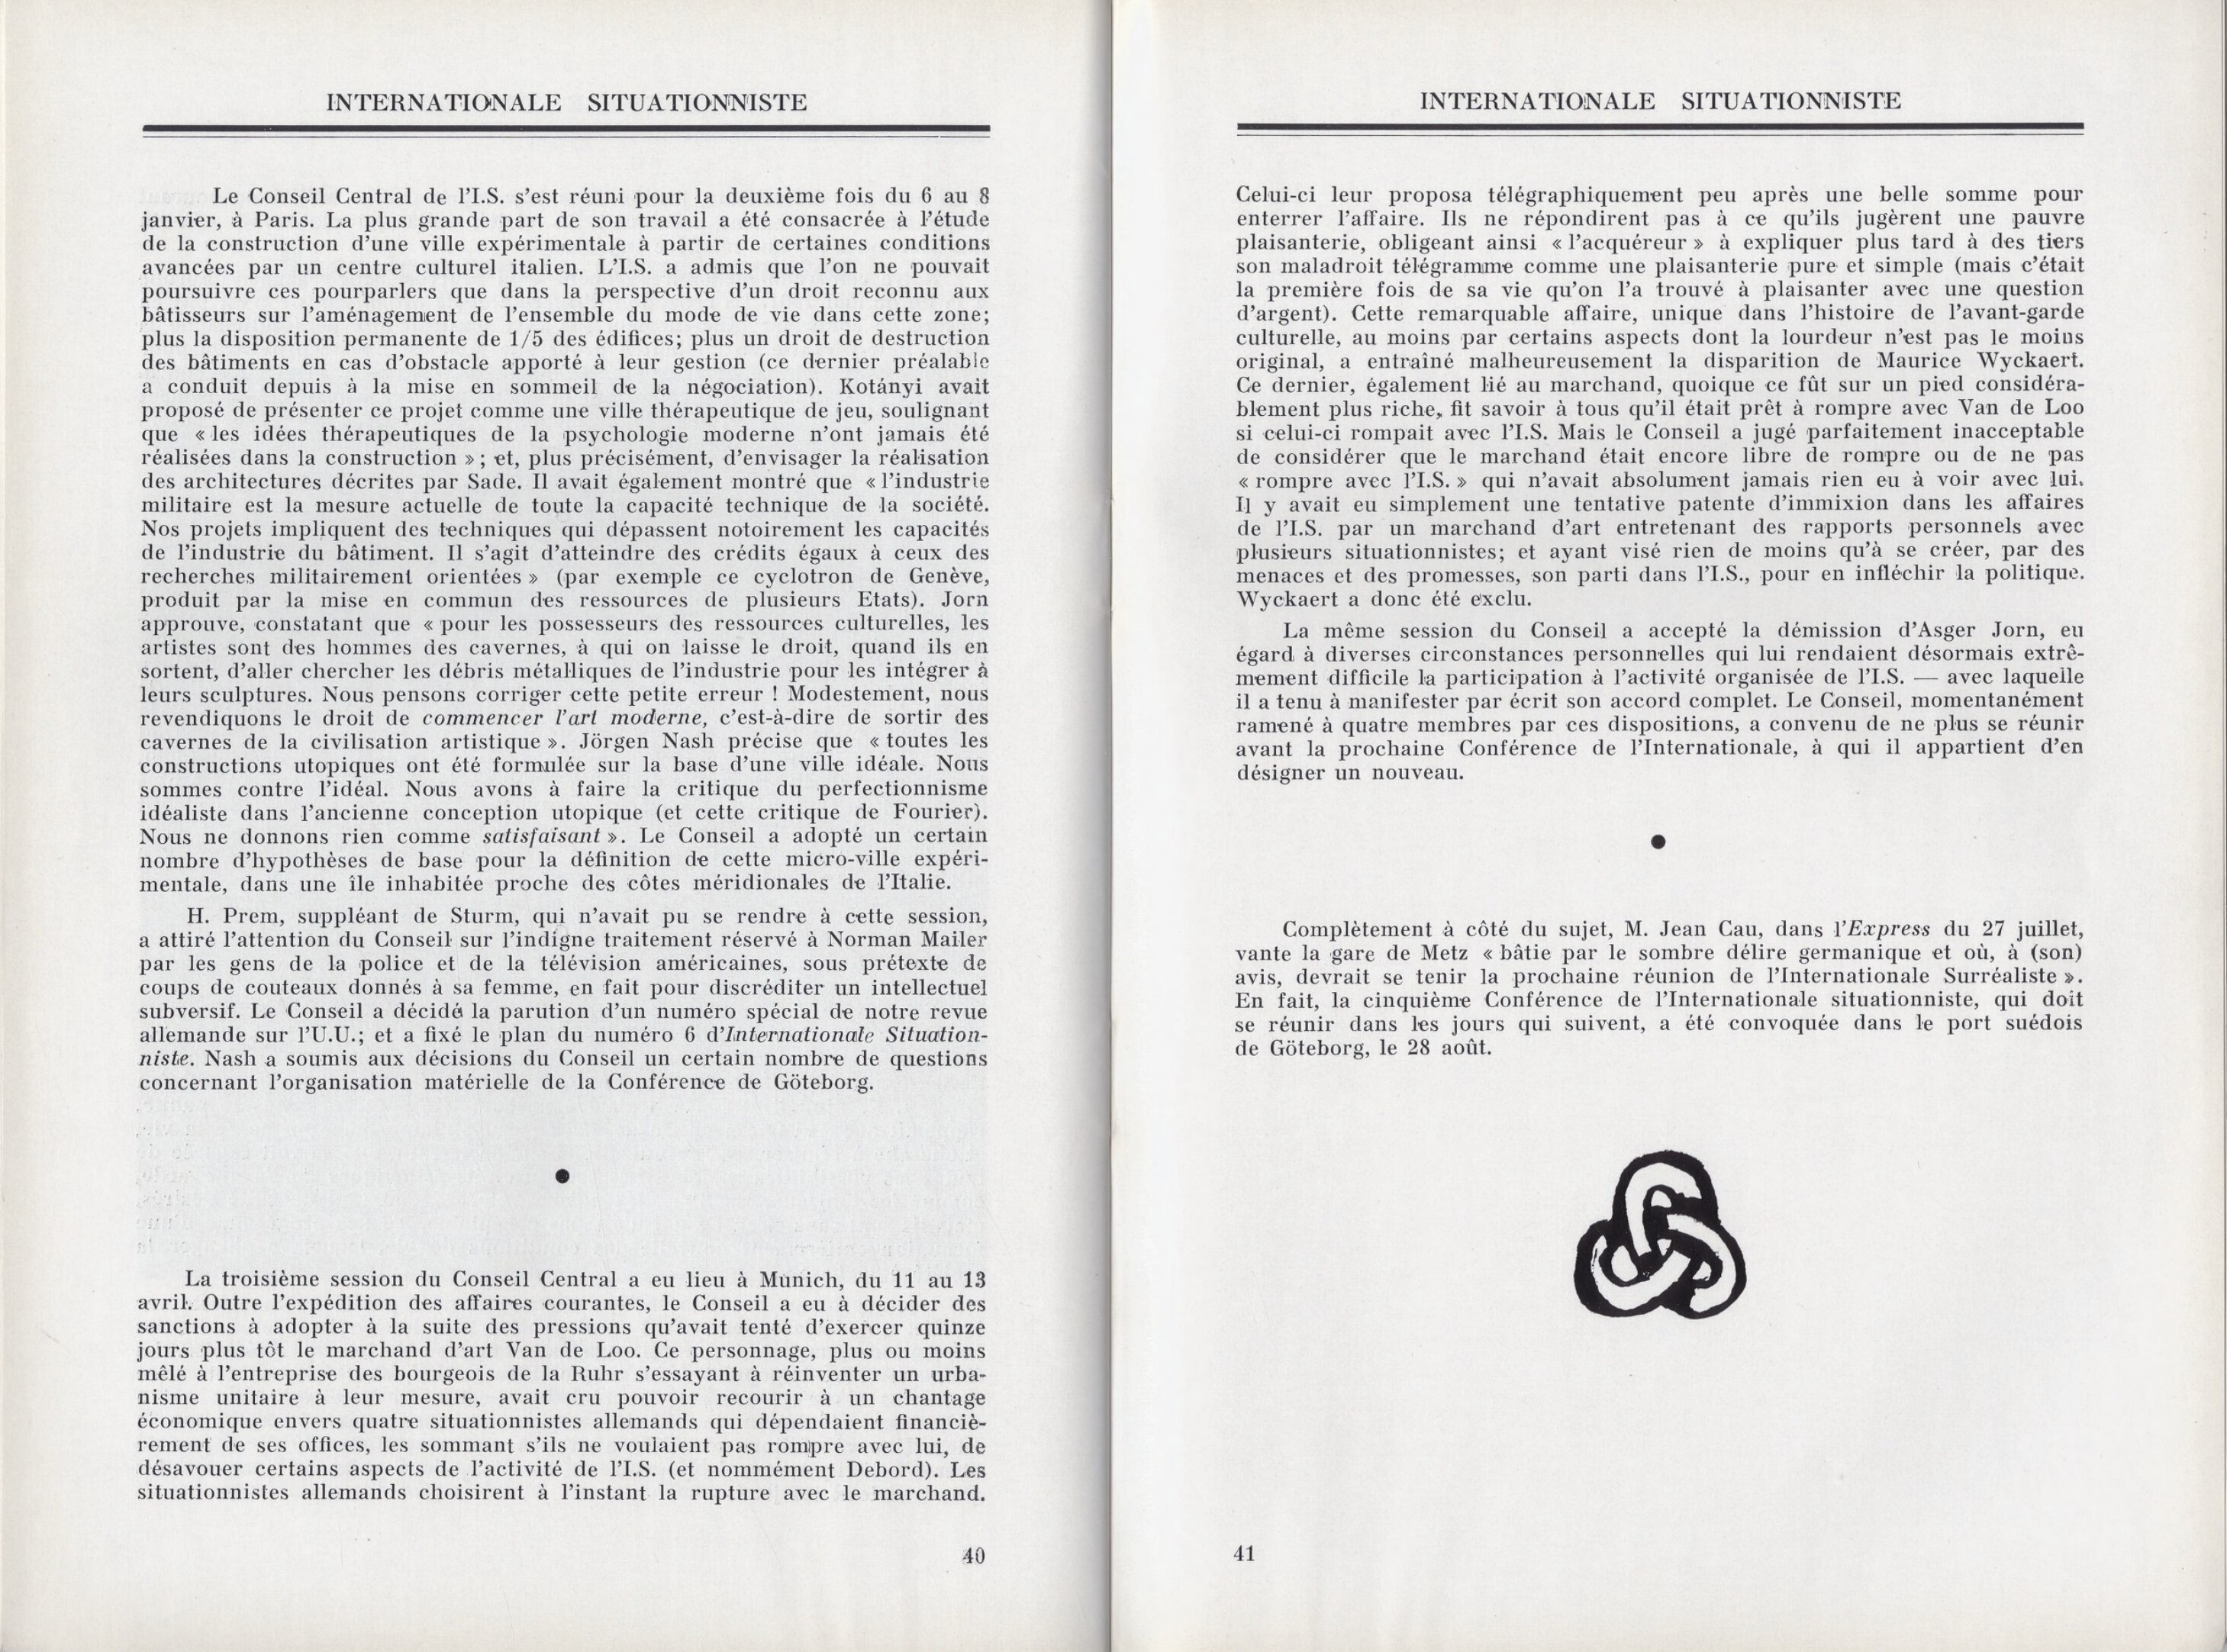 INTERNATIONALE SITUATIONNISTE
Le Conseil Central de l'I.S. s'est réuni pour la deuxième fois du 6 au 8
janvier, à Paris. La plus grande part de son travail a été consacrée à l'étude
de la construction d'une ville expérimentale à partir de certaines conditions
avancées par un centre culturel italien. L'I.S. a admis que l'on ne pouvait
poursuivre ces pourparlers que dans la perspective d'un droit reconnu aux
bâtisseurs sur l'aménagement de l'ensemble du mode de vie dans cette zone;
plus la disposition permanente de 1/5 des édifices; plus un droit de destruction
des bâtiments en cas d'obstacle apporté à leur gestion (ce dernier préalable
a conduit depuis à la mise en sommeil de la négociation). Kotányi avait
proposé de présenter ce projet comme une ville thérapeutique de jeu, soulignant
que « les idées thérapeutiques de la psychologie moderne n'ont jamais été
réalisées dans la construction » ; et, plus précisément, d'envisager la réalisation
des architectures décrites par Sade. Il avait également montré que « l'industrie
militaire est la mesure actuelle de toute la capacité technique de la société.
Nos projets impliquent des techniques qui dépassent notoirement les capacités
de l'industrie du bâtiment. Il s'agit d'atteindre des crédits égaux à ceux des
recherches militairement orientées » (par exemple ce cyclotron de Genève,
produit par la mise en commun des ressources de plusieurs Etats). Jorn
approuve, constatant que « pour les possesseurs des ressources culturelles, les
artistes sont des hommes des cavernes, à qui on laisse le droit, quand ils en
sortent, d'aller chercher les débris métalliques de l'industrie pour les intégrer à
leurs sculptures. Nous pensons corriger cette petite erreur ! Modestement, nous
revendiquons le droit de commencer l'art moderne, c'est-à-dire de sortir des
cavernes de la civilisation artistique ». Jörgen Nash précise que « toutes les
constructions utopiques ont été formulée sur la base d'une ville idéale. Nous
sommes contre l'idéal. Nous avons à faire la critique du perfectionnisme
idéaliste dans l'ancienne conception utopique (et cette critique de Fourier).
Nous ne donnons rien comme satisfaisant ». Le Conseil a adopté un certain
nombre d'hypothèses de base pour la définition de cette micro-ville expéri-
mentale, dans une île inhabitée proche des côtes méridionales de l'Italie.
H. Prem, suppléant de Sturm, qui n'avait pu se rendre à cette session,
a attiré l'attention du Conseil sur l'indigne traitement réservé à Norman Mailer
par les gens de la police et de la télévision américaines, sous prétexte de
coups de couteaux donnés à sa femme, en fait pour discréditer un intellectuel
subversif. Le Conseil a décidé la parution d'un numéro spécial de notre revue
allemande sur l'U.U.; et a fixé le plan du numéro 6 d'Internationale Situation-
niste. Nash a soumis aux décisions du Conseil un certain nombre de questions
concernant l'organisation matérielle de la Conférence de Göteborg.
●
La troisième session du Conseil Central a eu lieu à Munich, du 11 au 13
avril. Outre l'expédition des affaires courantes, le Conseil a eu à décider des
sanctions à adopter à la suite des pressions qu'avait tenté d'exercer quinze
jours plus tôt le marchand d'art Van de Loo. Ce personnage, plus ou moins
mêlé à l'entreprise des bourgeois de la Ruhr s'essayant à réinventer un urba-
nisme unitaire à leur mesure, avait cru pouvoir recourir à un chantage
économique envers quatre situationnistes allemands qui dépendaient financiè-
rement de ses offices, les sommant s'ils ne voulaient pas rompre avec lui, de
désavouer certains aspects de l'activité de l'I.S. (et nommément Debord). Les
situationnistes allemands choisirent à l'instant la rupture avec le marchand.
40
INTERNATIONALE SITUATIONNISTE
Celui-ci leur proposa télégraphiquement peu après une belle somme pour
enterrer l'affaire. Ils ne répondirent pas à ce qu'ils jugèrent une pauvre
plaisanterie, obligeant ainsi « l'acquéreur » à expliquer plus tard à des tiers
son maladroit télégramme comme une plaisanterie pure et simple (mais c'était
la première fois de sa vie qu'on l'a trouvé à plaisanter avec une question
d'argent). Cette remarquable affaire, unique dans l'histoire de l'avant-garde
culturelle, au moins par certains aspects dont la lourdeur n'est pas le moins
original, a entraîné malheureusement la disparition de Maurice Wyckaert.
Ce dernier, également lié au marchand, quoique ce fût sur un pied considéra-
blement plus riche, fit savoir à tous qu'il était prêt à rompre avec Van de Loo
si celui-ci rompait avec l'I.S. Mais le Conseil a jugé parfaitement inacceptable
de considérer que le marchand était encore libre de rompre ou de ne pas
« rompre avec l'I.S. » qui n'avait absolument jamais rien eu à voir avec lui.
Il y avait eu simplement une tentative patente d'immixion dans les affaires
de l'I.S. par un marchand d'art entretenant des rapports personnels avec
plusieurs situationnistes; et ayant visé rien de moins qu'à se créer, par des
menaces et des promesses, son parti dans l'I.S., pour en infléchir la politique.
Wyckaert a donc été exclu.
La même session du Conseil a accepté la démission d'Asger Jorn, eu
égard à diverses circonstances personnelles qui lui rendaient désormais extrê-
mement difficile la participation à l'activité organisée de l'I.S. — avec laquelle
il a tenu à manifester par écrit son accord complet. Le Conseil, momentanément
ramené à quatre membres par ces dispositions, a convenu de ne plus se réunir
avant la prochaine Conférence de l'Internationale, à qui il appartient d'en
désigner un nouveau.
●
Complètement à côté du sujet, M. Jean Cau, dans l'Express du 27 juillet,
vante la gare de Metz « bâtie par le sombre délire germanique et où, à (son)
avis, devrait se tenir la prochaine réunion de l'Internationale Surréaliste ».
En fait, la cinquième Conférence de l'Internationale situationniste, qui doit
se réunir dans les jours qui suivent, a été convoquée dans le port suédois
de Göteborg, le 28 août.
41